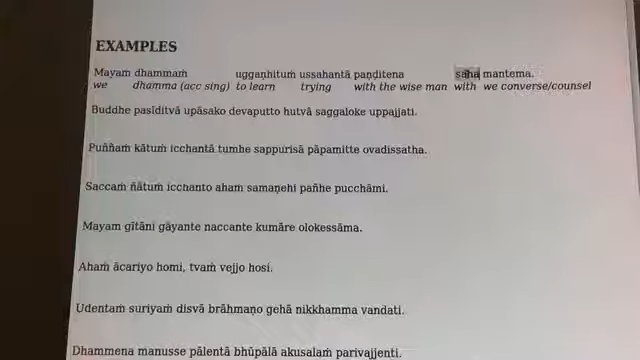 EXAMPLES
Mayaṁ dhammaṁ uggaṇhituṁ ussahantā paṇḍitena saha mantema.
we dhamma (acc sing) to learn trying with the wise man with we converse/counsel
Buddhe pasīditvā upāsako devaputto hutvā saggaloke uppajjati.
Puññaṁ kātuṁ icchantā tumhe sappurisā pāpamitte ovadissatha.
Saccaṁ ñātuṁ icchanto ahaṁ samaṇehi pañhe pucchāmi.
Mayaṁ gītāni gāyante naccante kumāre olokessāma.
Ahaṁ ācariyo homi, tvaṁ vejjo hosi.
Udentaṁ suriyaṁ disvā brāhmaṇo gehā nikkhamma vandati.
Dhammena manusse pālentā bhūpālā akusalaṁ parivajjenti.